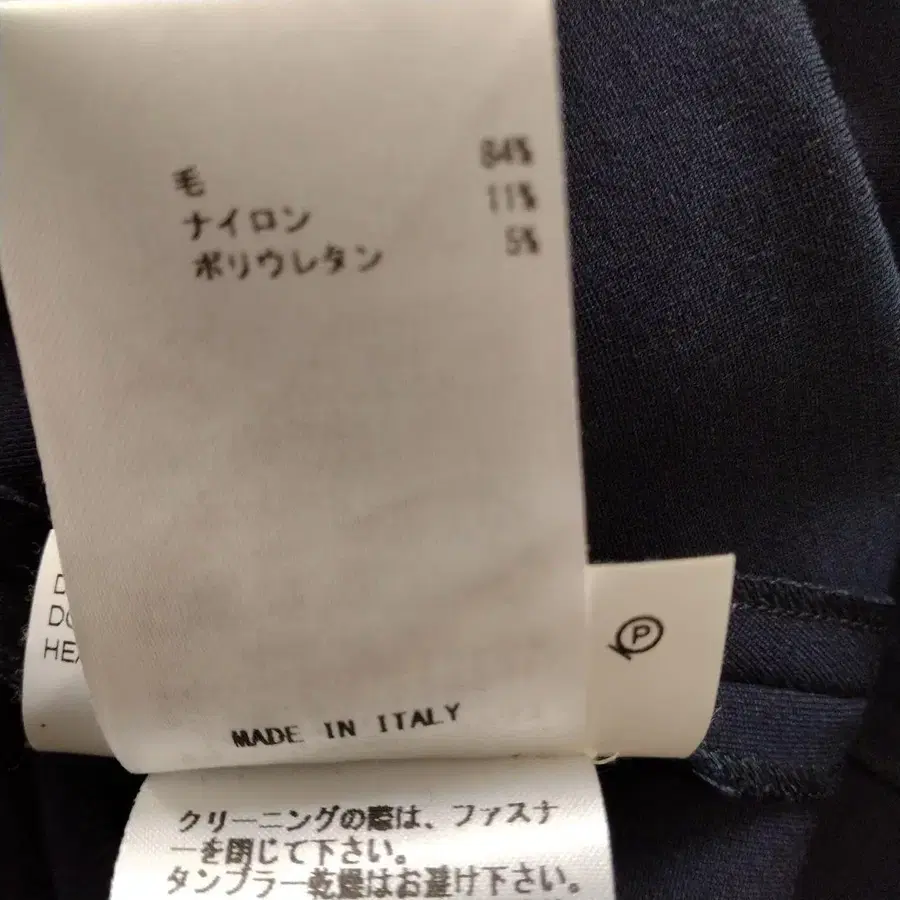 毛 84%
ナイロン 11%
ポリウレタン 5%
HEX
P
MADE IN ITALY
クリーニングの際は、ファスナ
ーを閉じて下さい。
タンブラー乾燥はお避け下さい。